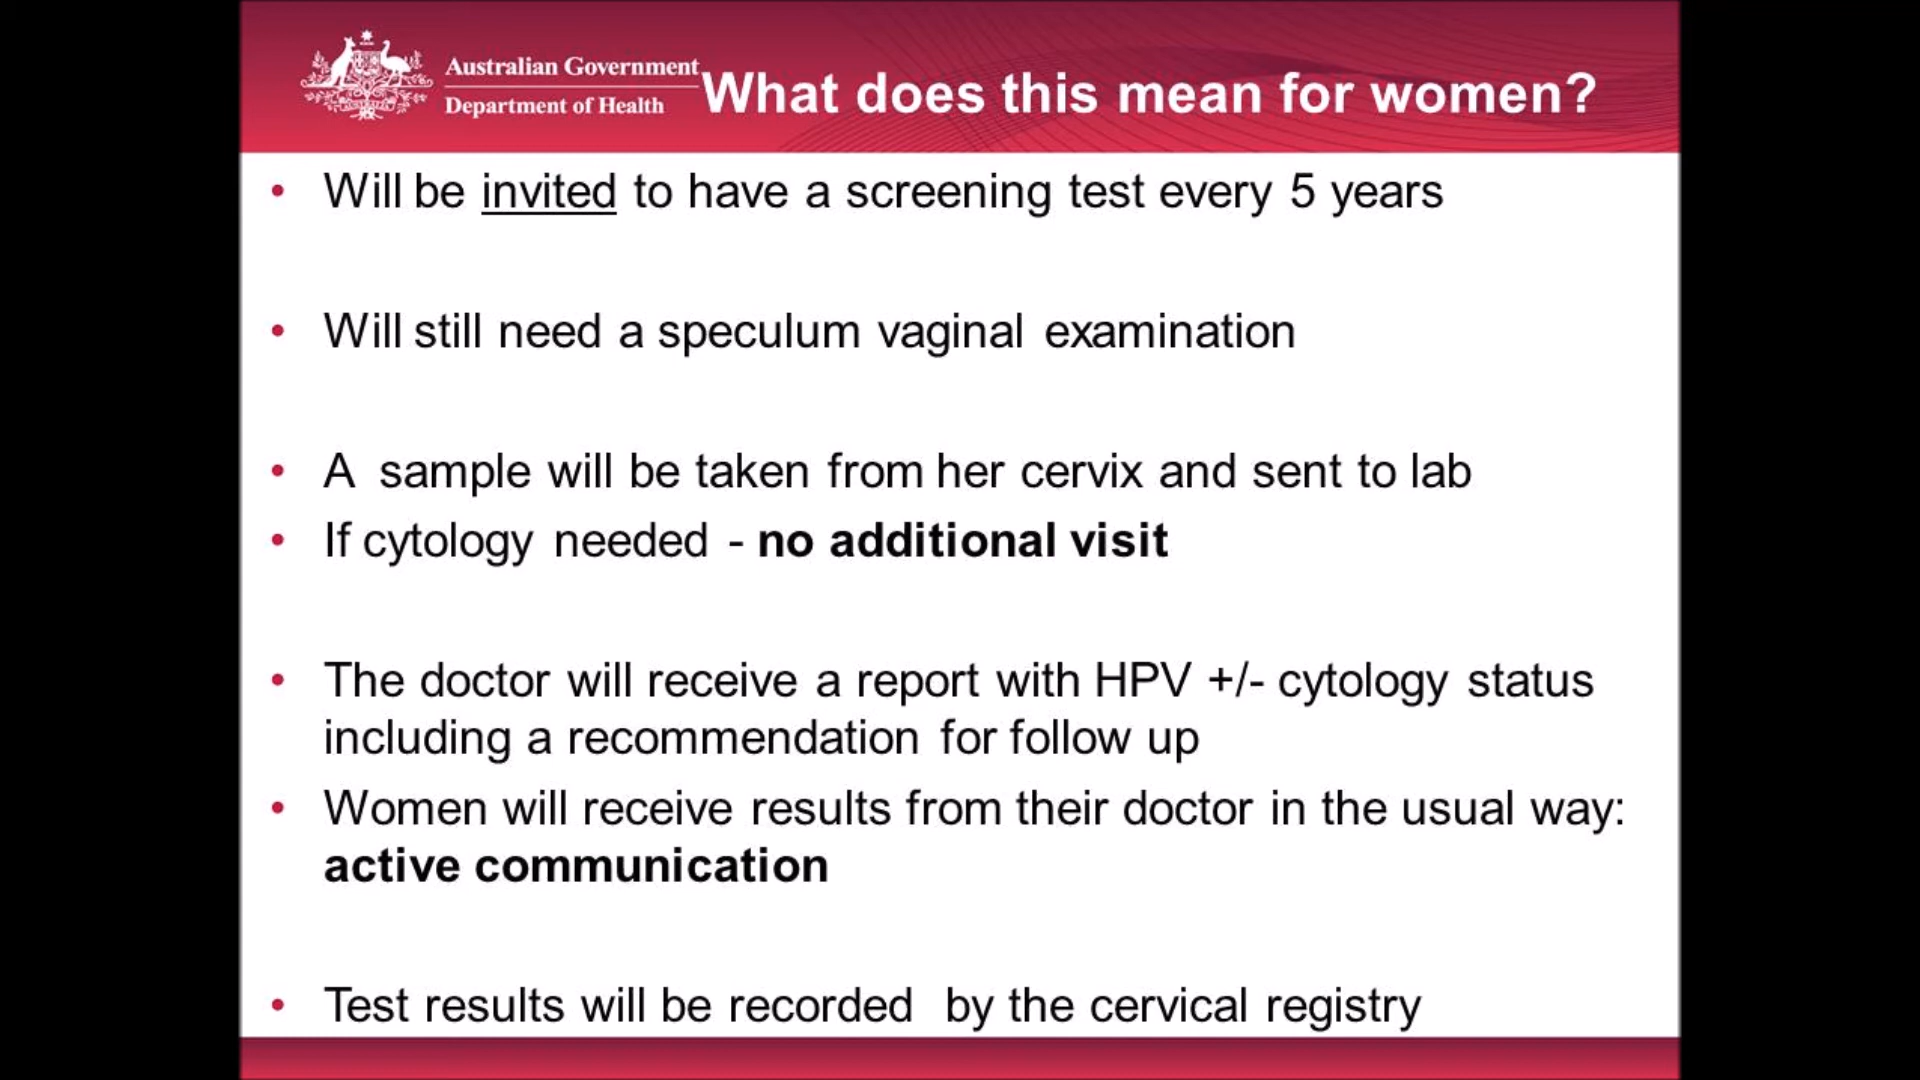 Australian Government
Department of Health
What does this mean for women?
• Will be invited to have a screening test every 5 years
• Will still need a speculum vaginal examination
• A sample will be taken from her cervix and sent to lab
• If cytology needed - no additional visit
• The doctor will receive a report with HPV +/- cytology status
including a recommendation for follow up
• Women will receive results from their doctor in the usual way:
active communication
• Test results will be recorded by the cervical registry